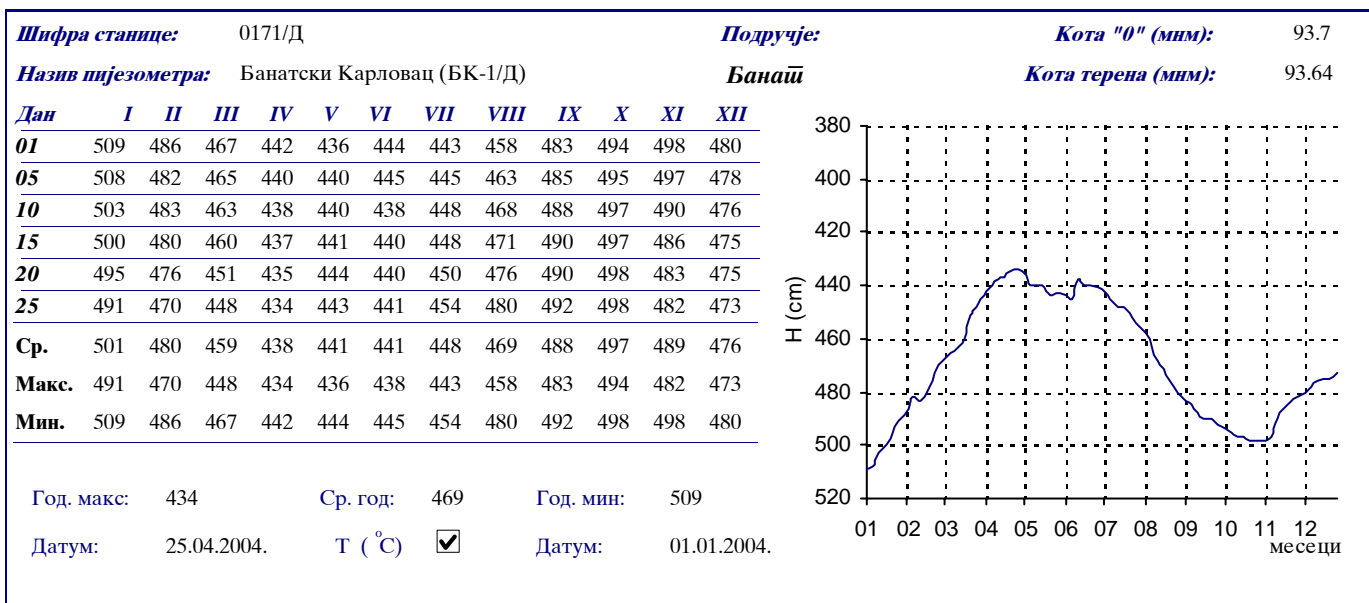 Шифра станице: 0171/Д Подручје: Кота "0" (мнм): 93.7
Назив пијезометра: Банатски Карловац (БК-1/Д) Банат Кота терена (мнм): 93.64
Дан I II III IV V VI VII VIII IX X XI XII
01 509 486 467 442 436 444 443 458 483 494 498 480
05 508 482 465 440 440 445 445 463 485 495 497 478
10 503 483 463 438 440 438 448 468 488 497 490 476
15 500 480 460 437 441 440 448 471 490 497 486 475
20 495 476 451 435 444 440 450 476 490 498 483 475
25 491 470 448 434 443 441 454 480 492 498 482 473
Ср. 501 480 459 438 441 441 448 469 488 497 489 476
Макс. 491 470 448 434 436 438 443 458 483 494 482 473
Мин. 509 486 467 442 444 445 454 480 492 498 498 480
Год. макс: 434 Ср. год: 469 Год. мин: 509
Датум: 25.04.2004. Т (°C) Датум: 01.01.2004.
380
400
420
440
460
480
500
520
H (cm)
01 02 03 04 05 06 07 08 09 10 11 12
месеци